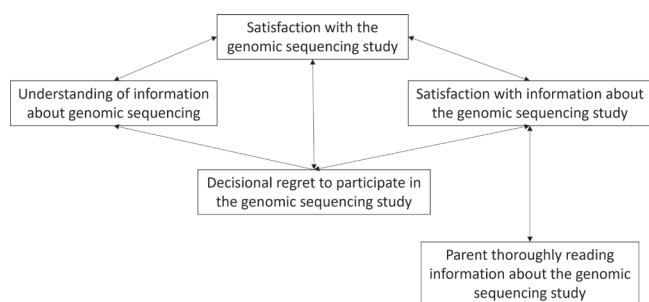 Satisfaction with the
genomic sequencing study
Understanding of information
about genomic sequencing
Satisfaction with information about
the genomic sequencing study
Decisional regret to participate in
the genomic sequencing study
Parent thoroughly reading
information about the genomic
sequencing study